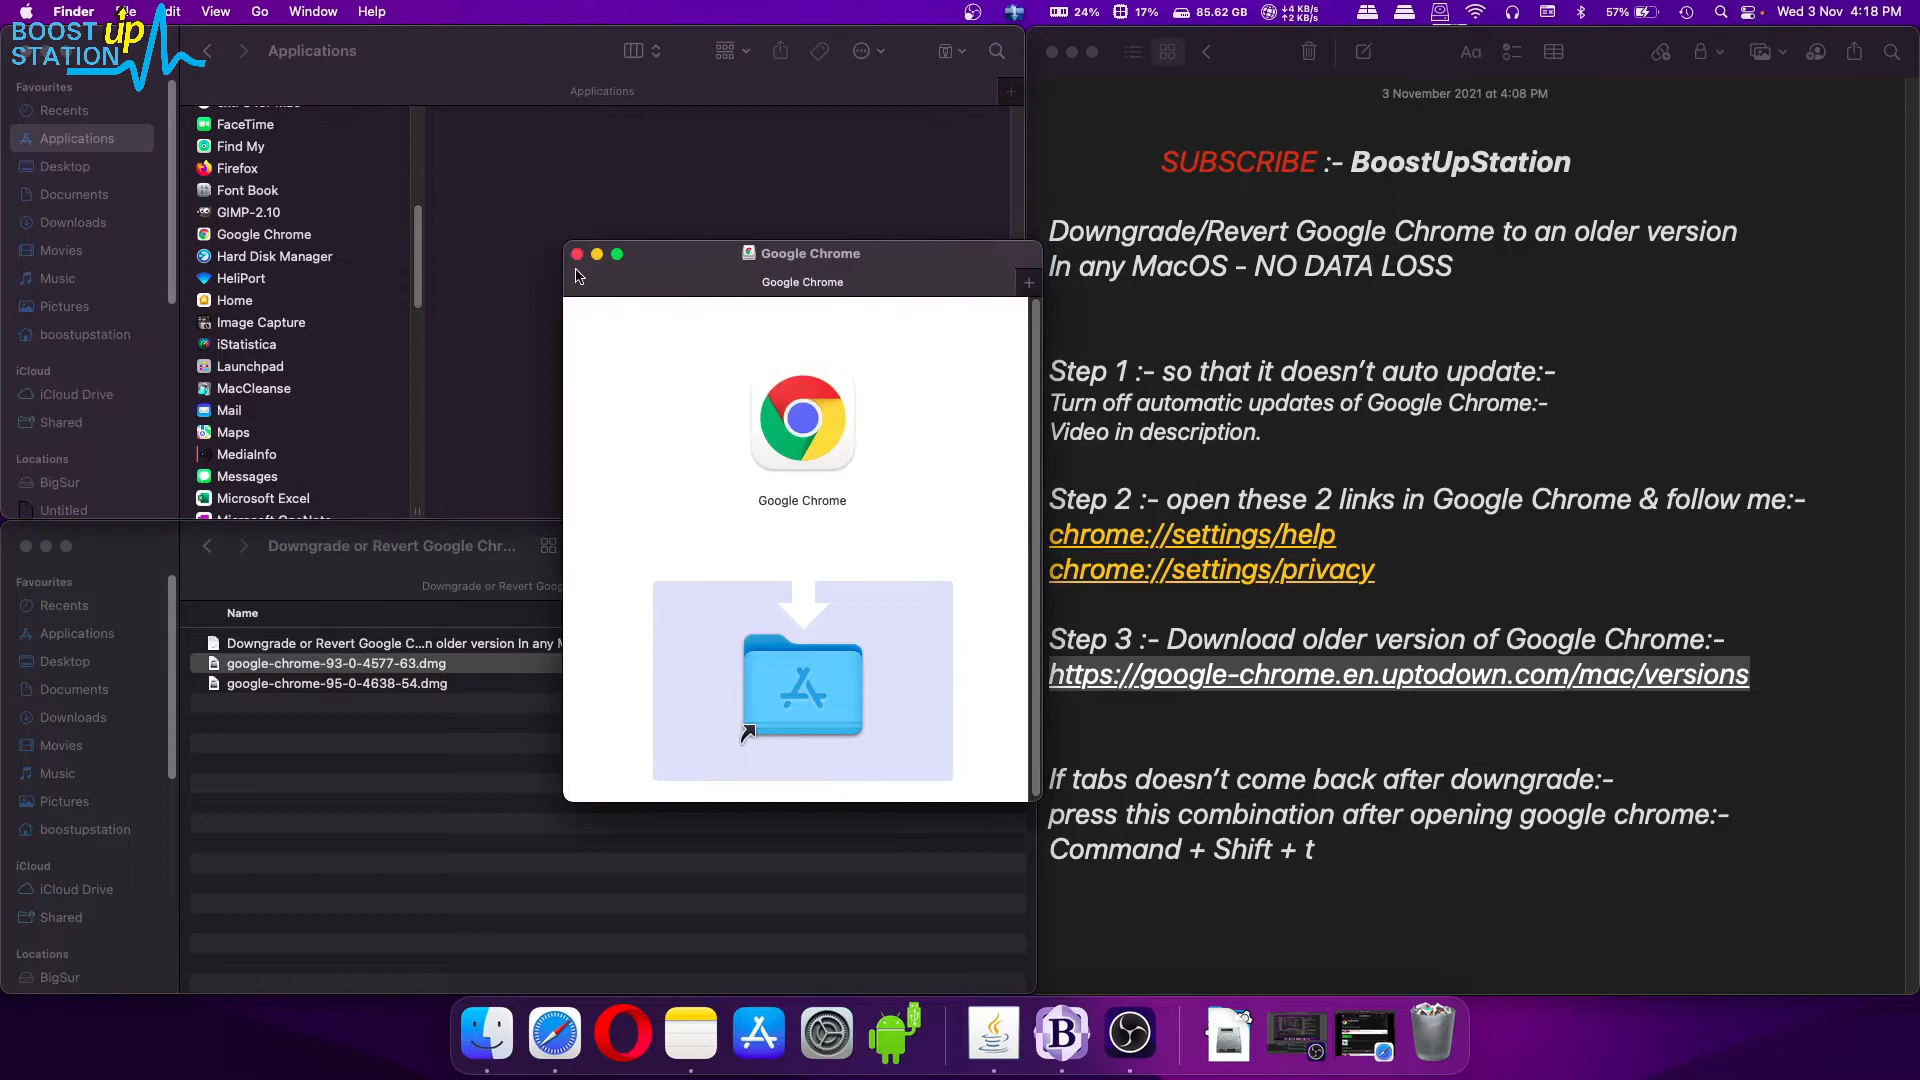 Finder
Edit
View
Go
Window
Help
24%
17%
85.62 GB
4 KB/s
2 KB/s
57%
Wed 3 Nov 4:18 PM
BOOST up
STATION
Applications
Applications
Favourites
Recents
Applications
Desktop
Documents
Downloads
Movies
Music
Pictures
boostupstation
iCloud
iCloud Drive
Shared
Locations
BigSur
Untitled
FaceTime
Find My
Firefox
Font Book
GIMP-2.10
Google Chrome
Hard Disk Manager
HeliPort
Home
Image Capture
iStatistica
Launchpad
MacCleanse
Mail
Maps
MediaInfo
Messages
Microsoft Excel
Microsoft OneNote
Google Chrome
Google Chrome
Google Chrome
Downgrade or Revert Google Chr...
Downgrade or Revert Goog
Name
Downgrade or Revert Google C...n older version In any M
google-chrome-93-0-4577-63.dmg
google-chrome-95-0-4638-54.dmg
Favourites
Recents
Applications
Desktop
Documents
Downloads
Movies
Music
Pictures
boostupstation
iCloud
iCloud Drive
Shared
Locations
BigSur
Aa
3 November 2021 at 4:08 PM
SUBSCRIBE :- BoostUpStation
Downgrade/Revert Google Chrome to an older version
In any MacOS - NO DATA LOSS
Step 1 :- so that it doesn't auto update:-
Turn off automatic updates of Google Chrome:-
Video in description.
Step 2 :- open these 2 links in Google Chrome & follow me:-
chrome://settings/help
chrome://settings/privacy
Step 3 :- Download older version of Google Chrome:-
https://google-chrome.en.uptodown.com/mac/versions
If tabs doesn't come back after downgrade:-
press this combination after opening google chrome:-
Command + Shift + t
B